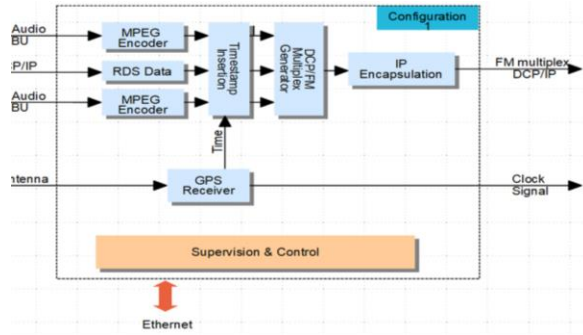 Configuration
1
Audio
BU
MPEG
Encoder
P/IP
RDS Data
Audio
BU
MPEG
Encoder
Timestamp
Insertion
DCP/FM
Multiplex
Generator
IP
Encapsulation
FM multiplex
DCP/IP
Time
ntenna
GPS
Receiver
Clock
Signal
Supervision & Control
Ethernet